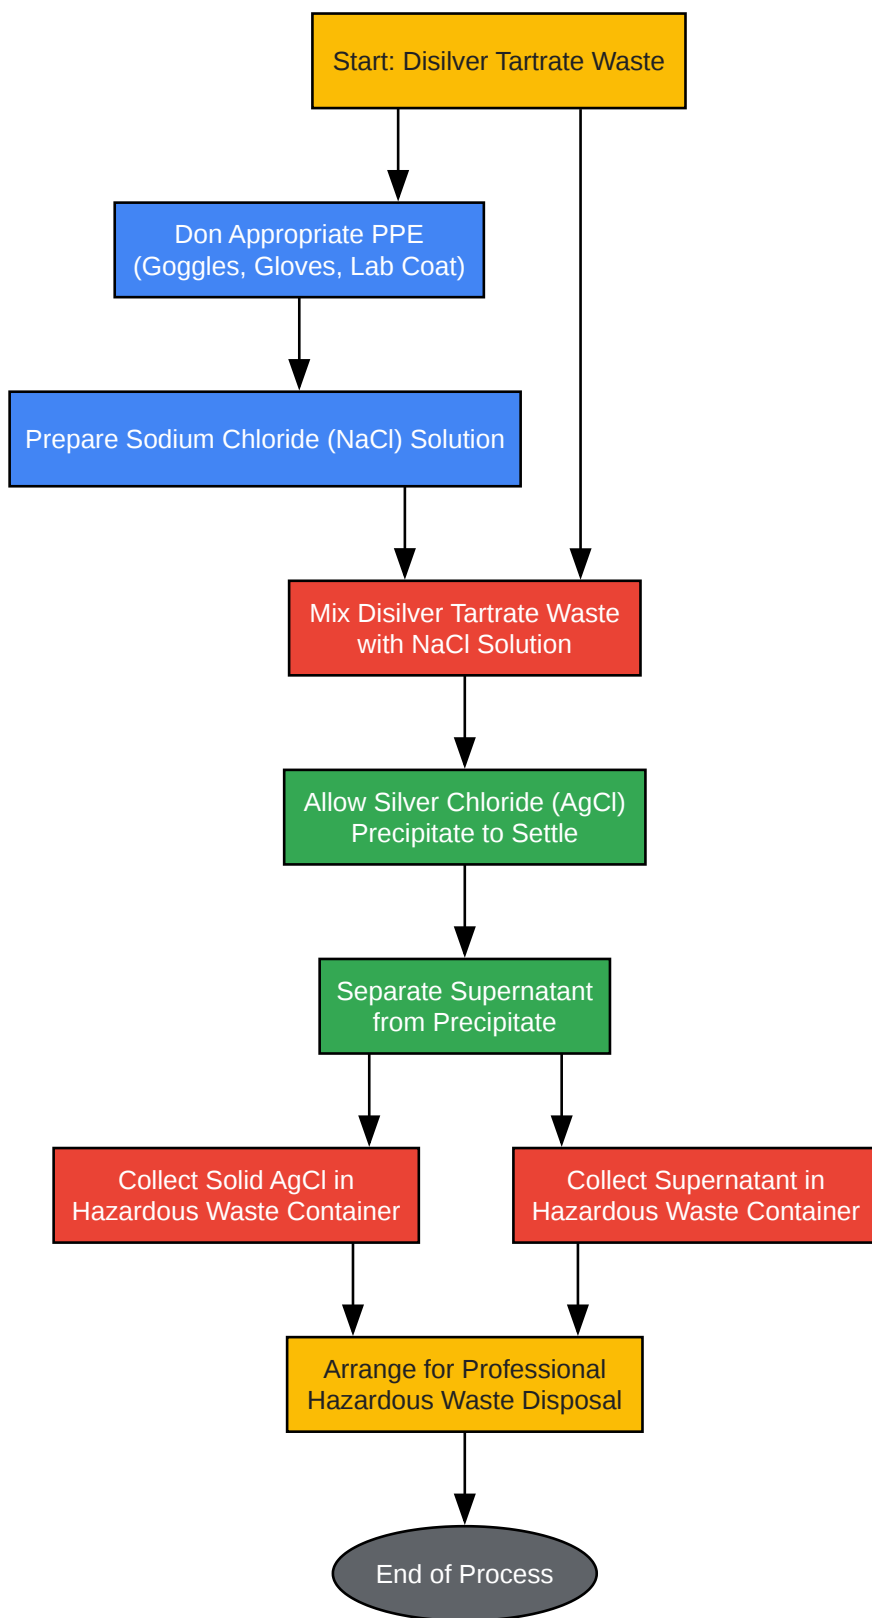 Start: Disilver Tartrate Waste
Don Appropriate PPE
(Goggles, Gloves, Lab Coat)
Prepare Sodium Chloride (NaCl) Solution
Mix Disilver Tartrate Waste
with NaCl Solution
Allow Silver Chloride (AgCl)
Precipitate to Settle
Separate Supernatant
from Precipitate
Collect Solid AgCl in
Hazardous Waste Container
Collect Supernatant in
Hazardous Waste Container
Arrange for Professional
Hazardous Waste Disposal
End of Process